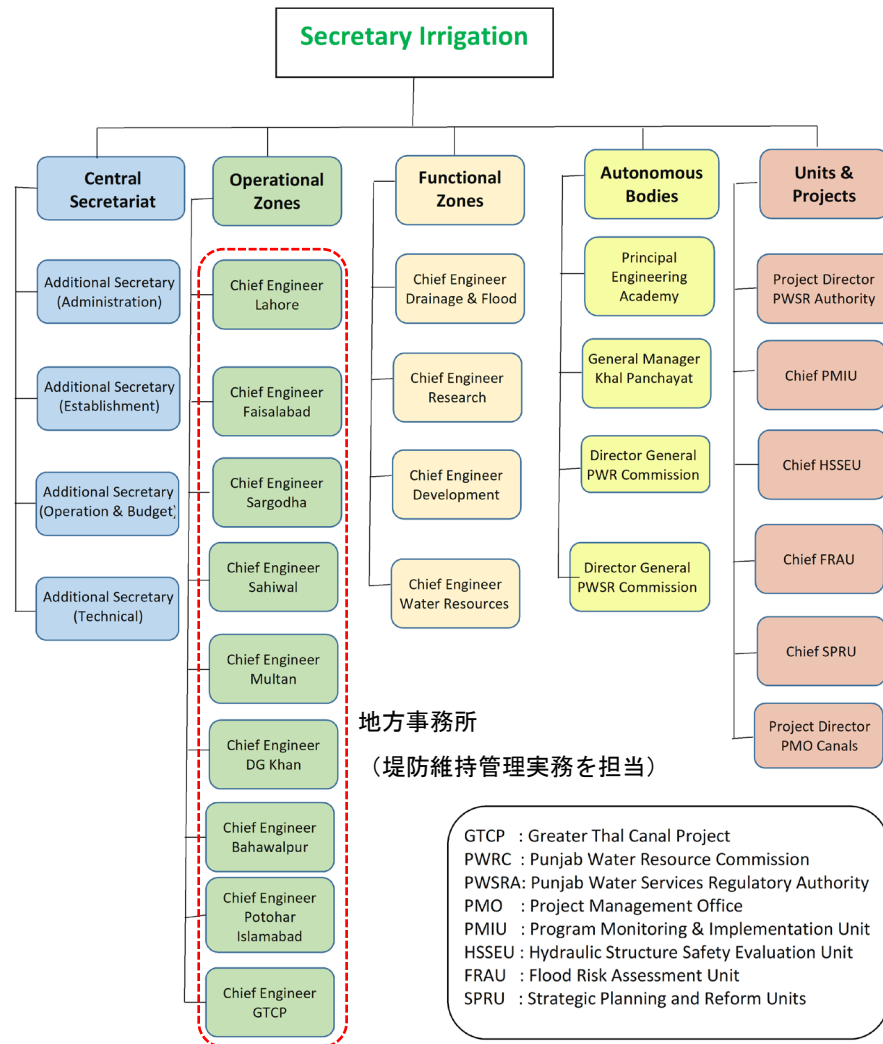 Secretary Irrigation
Central
Secretariat
Additional Secretary
(Administration)
Additional Secretary
(Establishment)
Additional Secretary
(Operation & Budget)
Additional Secretary
(Technical)
Operational
Zones
Chief Engineer
Lahore
Chief Engineer
Faisalabad
Chief Engineer
Sargodha
Chief Engineer
Sahiwal
Chief Engineer
Multan
Chief Engineer
DG Khan
Chief Engineer
Bahawalpur
Chief Engineer
Potohar
Islamabad
Chief Engineer
GTCP
地方事務所
（堤防維持管理実務を担当）
Functional
Zones
Chief Engineer
Drainage & Flood
Chief Engineer
Research
Chief Engineer
Development
Chief Engineer
Water Resources
Autonomous
Bodies
Principal
Engineering
Academy
General Manager
Khal Panchayat
Director General
PWR Commission
Director General
PWSR Commission
Units &
Projects
Project Director
PWSR Authority
Chief PMIU
Chief HSSEU
Chief FRAU
Chief SPRU
Project Director
PMO Canals
GTCP : Greater Thal Canal Project
PWRC : Punjab Water Resource Commission
PWSRA: Punjab Water Services Regulatory Authority
PMO : Project Management Office
PMIU : Program Monitoring & Implementation Unit
HSSEU : Hydraulic Structure Safety Evaluation Unit
FRAU : Flood Risk Assessment Unit
SPRU : Strategic Planning and Reform Units